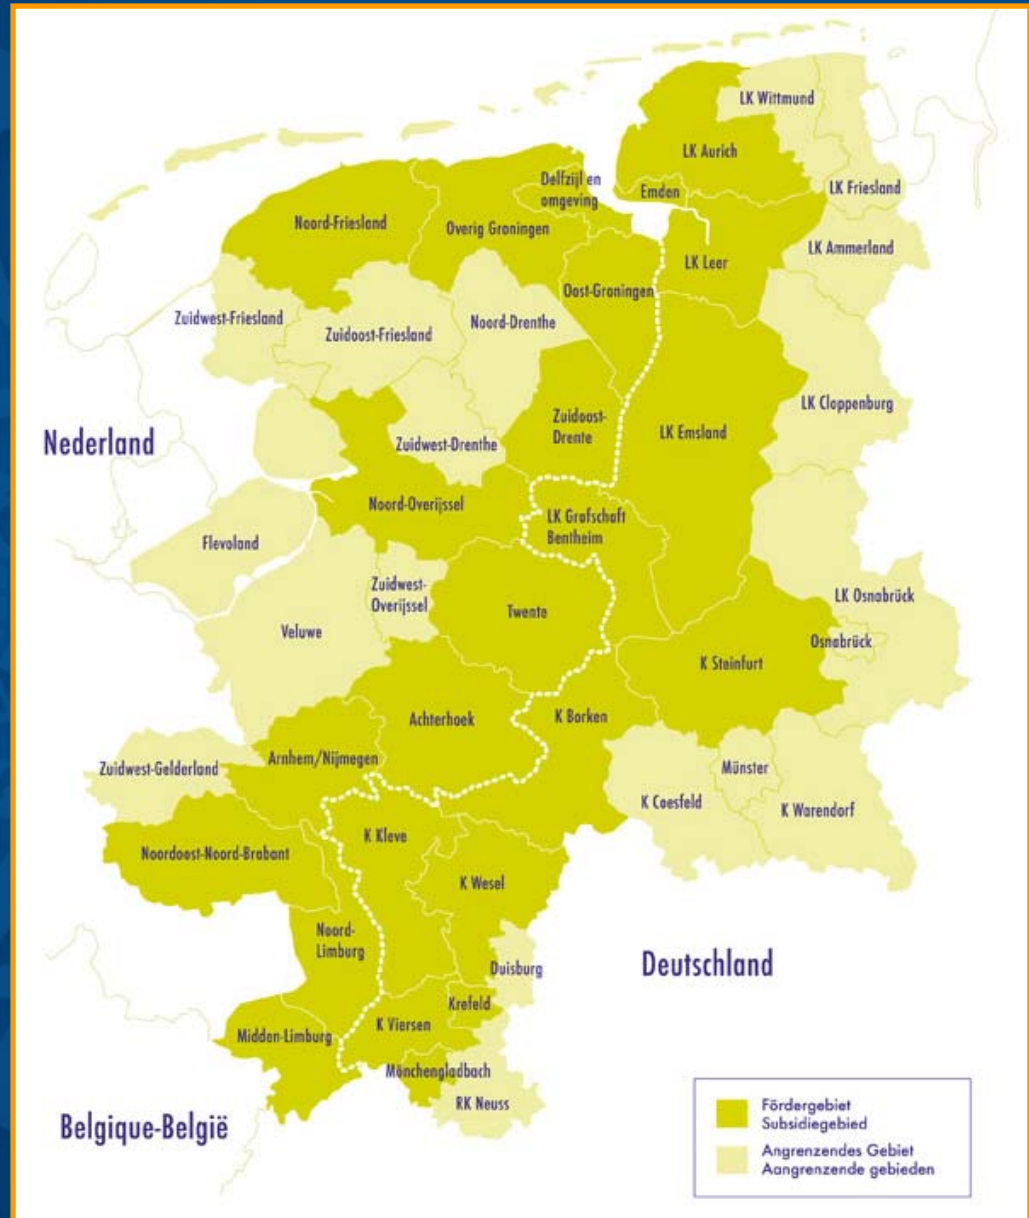 LK Wittmund
LK Aurich
Delfzijl en
omgeving
Emden
LK Friesland
Noord-Friesland
Overig Groningen
LK Ammerland
LK Leer
Oost-Groningen
Zuidwest-Friesland
Zuidoost-Friesland
Noord-Drenthe
LK Cloppenburg
Zuidoost-
Drente
LK Emsland
Nederland
Zuidwest-Drenthe
Noord-Overijssel
LK Grafschaft
Bentheim
Flevoland
Zuidwest-
Overijssel
LK Osnabrück
Twente
Veluwe
Osnabrück
K Steinfurt
Achterhoek
K Borken
Arnhem/Nijmegen
Zuidwest-Gelderland
Münster
K Coesfeld
K Warendorf
K Kleve
Noordoost-Noord-Brabant
K Wesel
Noord-
Limburg
Deutschland
Duisburg
Krefeld
K Viersen
Midden-Limburg
Mönchengladbach
RK Neuss
Belgique-België
Fördergebiet
Subsidiegebied
Angrenzendes Gebiet
Aangrenzende gebieden